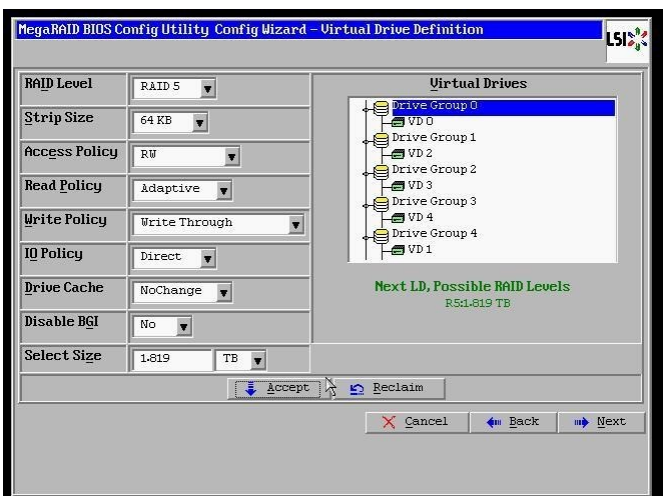 MegaRAID BIOS Config Utility Config Wizard – Virtual Drive Definition
LSI
RAID Level
RAID 5
Strip Size
64 KB
Access Policy
RW
Read Policy
Adaptive
Write Policy
Write Through
IO Policy
Direct
Drive Cache
NoChange
Disable BGI
No
Select Size
1.819
TB
Virtual Drives
Drive Group 0
VD 0
Drive Group 1
VD 2
Drive Group 2
VD 3
Drive Group 3
VD 4
Drive Group 4
VD 1
Next LD, Possible RAID Levels
R5:1.819 TB
Accept
Reclaim
Cancel
Back
Next